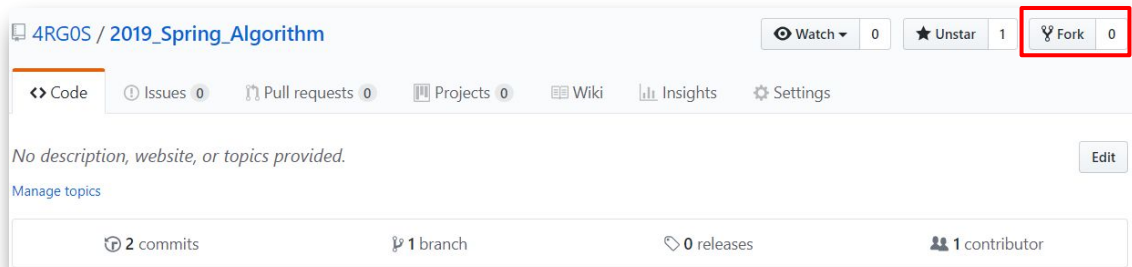 4RG0S / 2019_Spring_Algorithm Watch 0 Unstar 1 Fork 0
Code Issues 0 Pull requests 0 Projects 0 Wiki Insights Settings
No description, website, or topics provided. Edit
Manage topics
2 commits 1 branch 0 releases 1 contributor